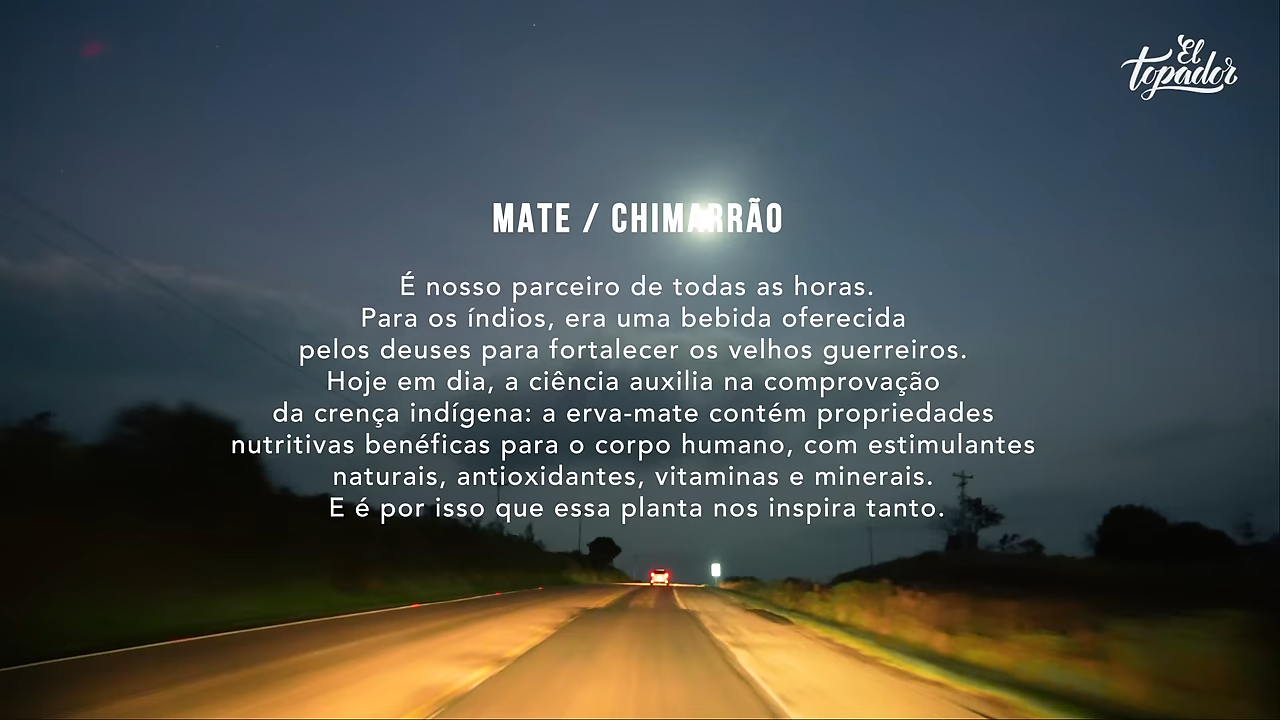 El
topador
MATE / CHIMARRÃO
É nosso parceiro de todas as horas.
Para os índios, era uma bebida oferecida
pelos deuses para fortalecer os velhos guerreiros.
Hoje em dia, a ciência auxilia na comprovação
da crença indígena: a erva-mate contém propriedades
nutritivas benéficas para o corpo humano, com estimulantes
naturais, antioxidantes, vitaminas e minerais.
E é por isso que essa planta nos inspira tanto.